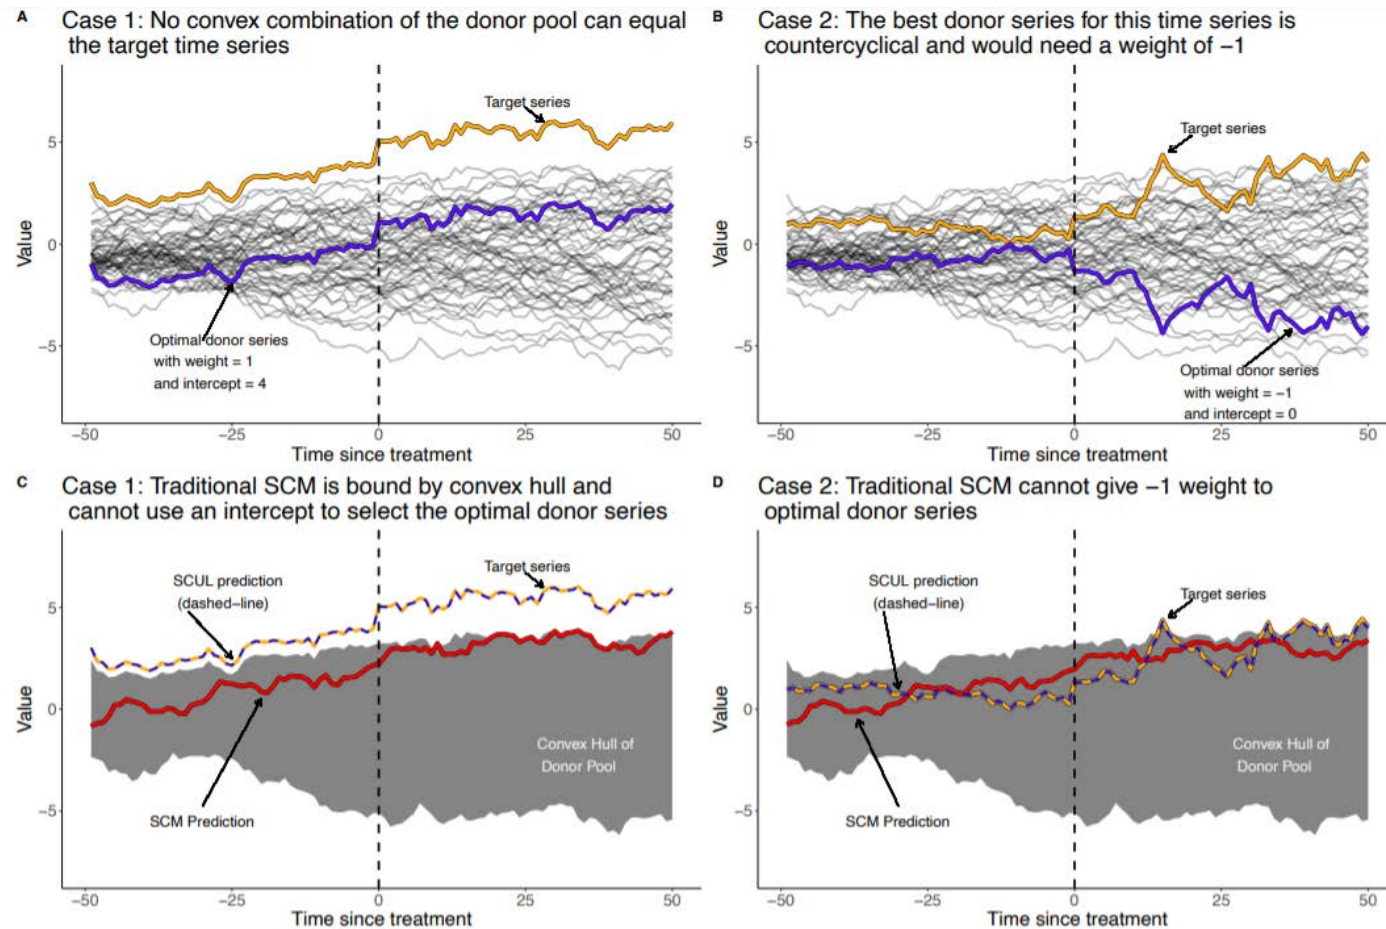 A
Case 1: No convex combination of the donor pool can equal
the target time series
Target series
5
0
−5
Value
Optimal donor series
with weight = 1
and intercept = 4
−50
−25
0
25
50
Time since treatment
B
Case 2: The best donor series for this time series is
countercyclical and would need a weight of −1
Target series
5
0
−5
Value
Optimal donor series
with weight = −1
and intercept = 0
−50
−25
0
25
50
Time since treatment
C
Case 1: Traditional SCM is bound by convex hull and
cannot use an intercept to select the optimal donor series
SCUL prediction
(dashed−line)
Target series
5
0
−5
Value
Convex Hull of
Donor Pool
SCM Prediction
−50
−25
0
25
50
Time since treatment
D
Case 2: Traditional SCM cannot give −1 weight to
optimal donor series
SCUL prediction
(dashed−line)
Target series
5
0
−5
Value
Convex Hull of
Donor Pool
SCM Prediction
−50
−25
0
25
50
Time since treatment